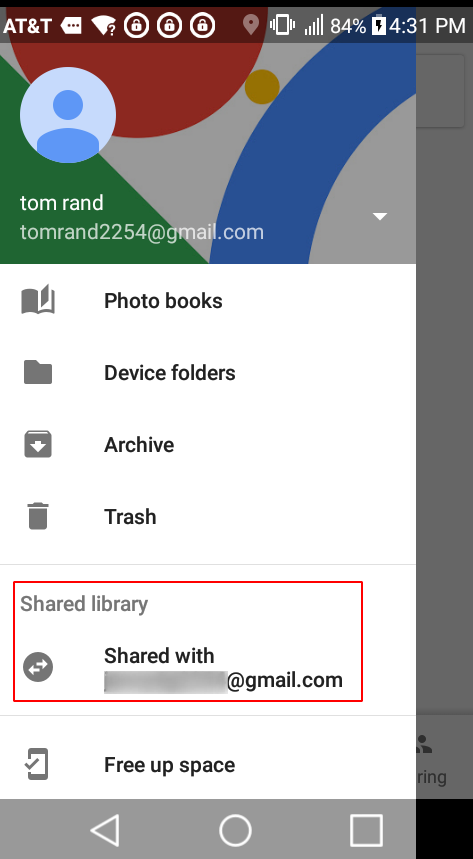 AT&T 84% 4:31 PM
tom rand
tomrand2254@gmail.com
Photo books
Device folders
Archive
Trash
Shared library
Shared with
@gmail.com
Free up space
ring